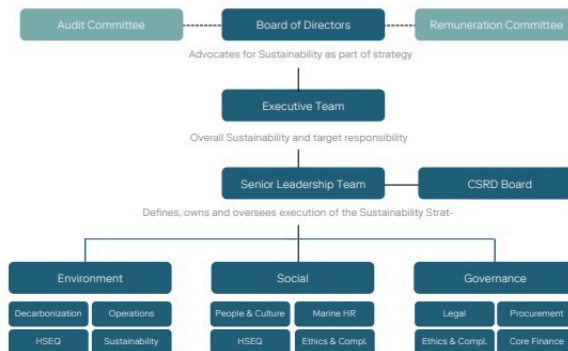 Audit Committee Board of Directors Remuneration Committee
Advocates for Sustainability as part of strategy
Executive Team
Overall Sustainability and target responsibility
Senior Leadership Team CSRD Board
Defines, owns and oversees execution of the Sustainability Strat-
Environment Social Governance
Decarbonization Operations People & Culture Marine HR Legal Procurement
HSEQ Sustainability HSEQ Ethics & Compl. Ethics & Compl. Core Finance